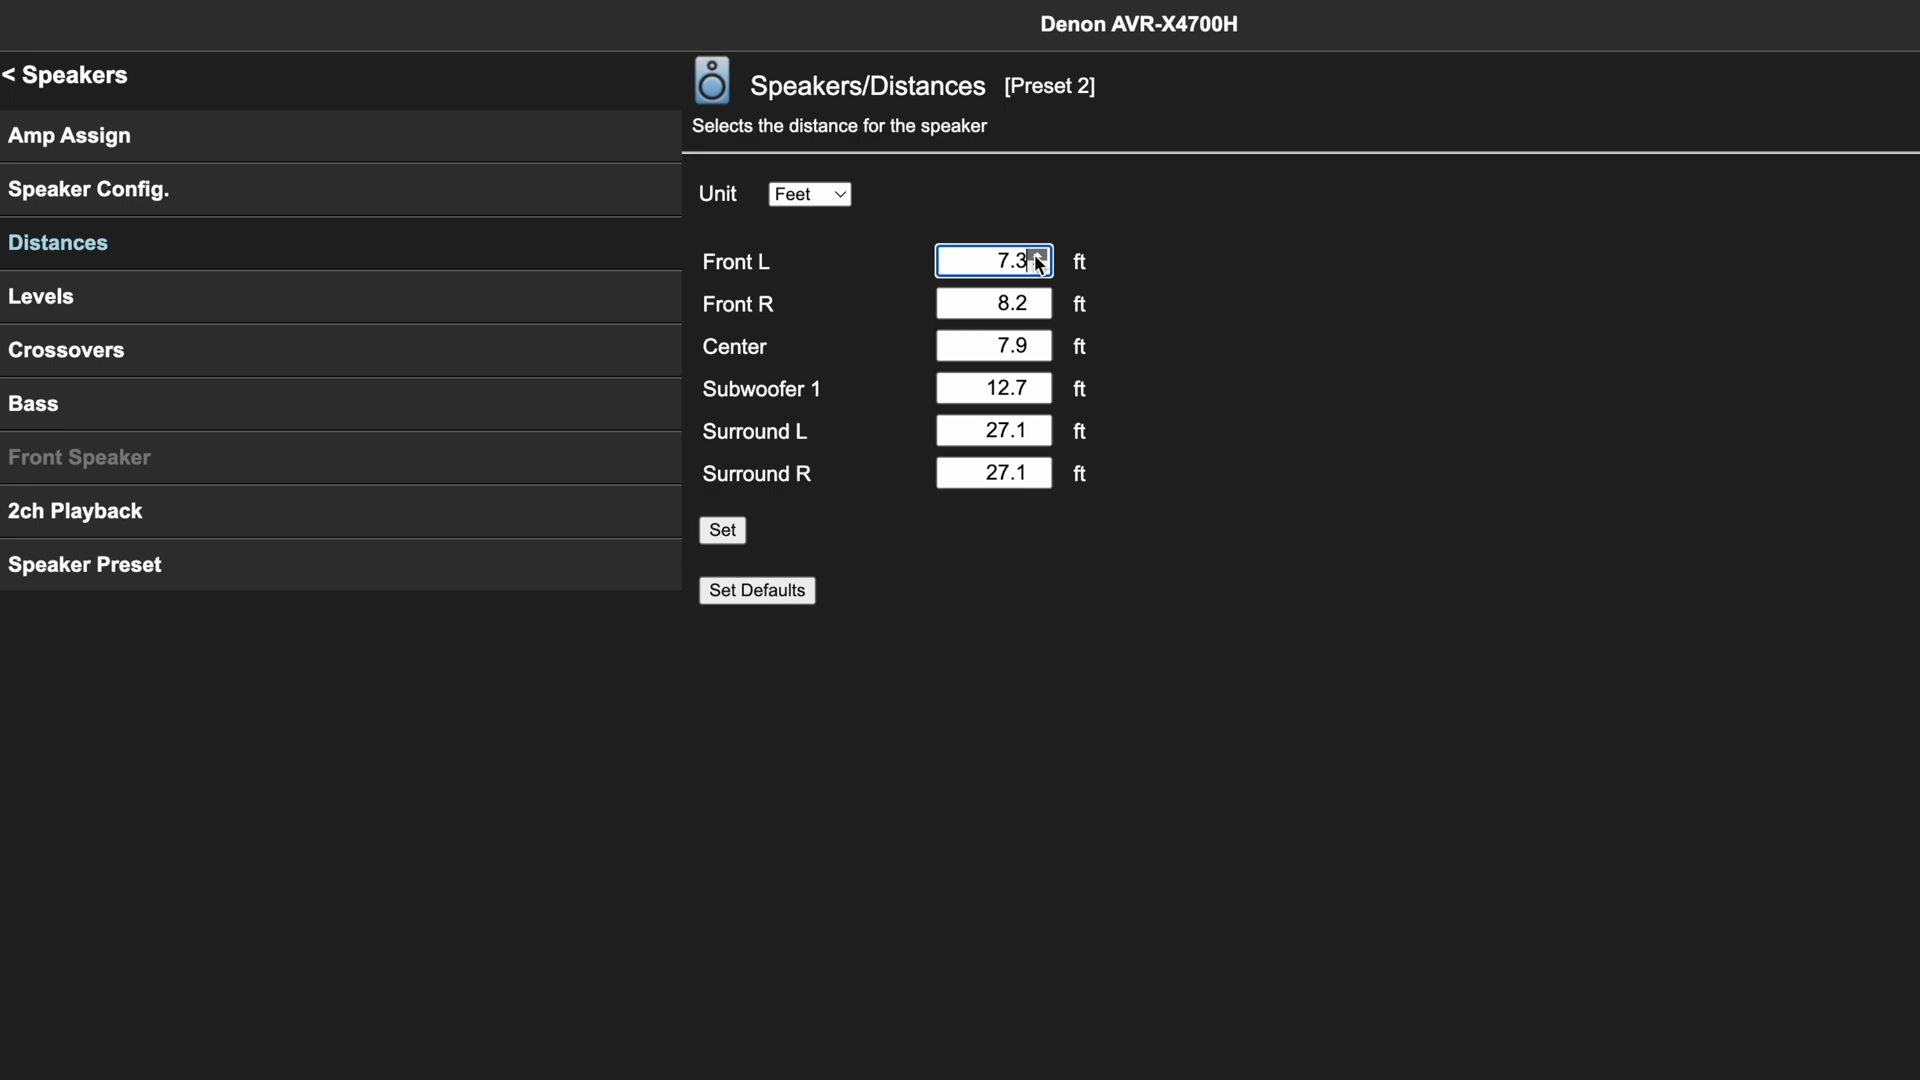 Denon AVR-X4700H
< Speakers
Amp Assign
Speaker Config.
Distances
Levels
Crossovers
Bass
Front Speaker
2ch Playback
Speaker Preset
Speakers/Distances [Preset 2]
Selects the distance for the speaker
Unit Feet
Front L 7.3 ft
Front R 8.2 ft
Center 7.9 ft
Subwoofer 1 12.7 ft
Surround L 27.1 ft
Surround R 27.1 ft
Set
Set Defaults